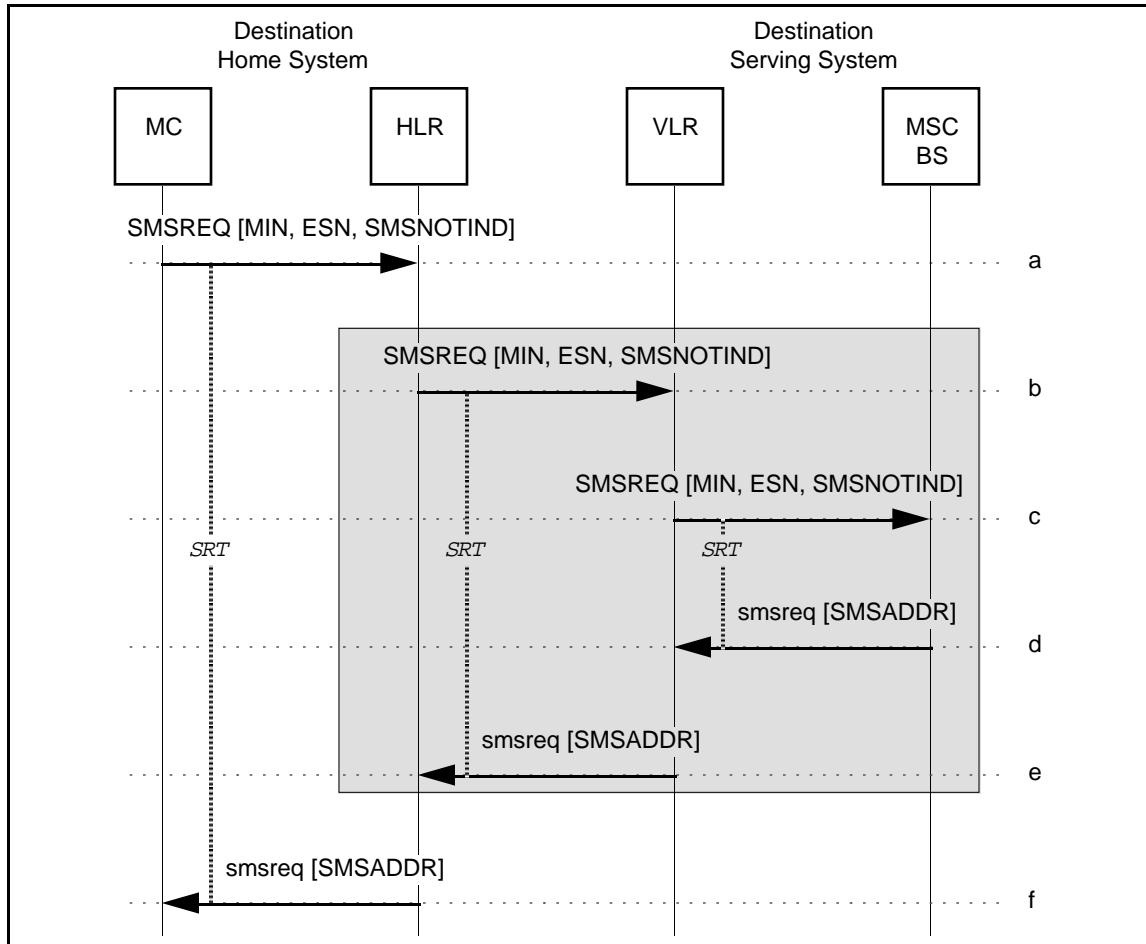 Destination
Home System
Destination
Serving System
MC
HLR
VLR
MSC
BS
SMSREQ [MIN, ESN, SMSNOTIND]
a
SMSREQ [MIN, ESN, SMSNOTIND]
b
SMSREQ [MIN, ESN, SMSNOTIND]
c
SRT
SRT
SRT
smsreq [SMSADDR]
d
smsreq [SMSADDR]
e
smsreq [SMSADDR]
f